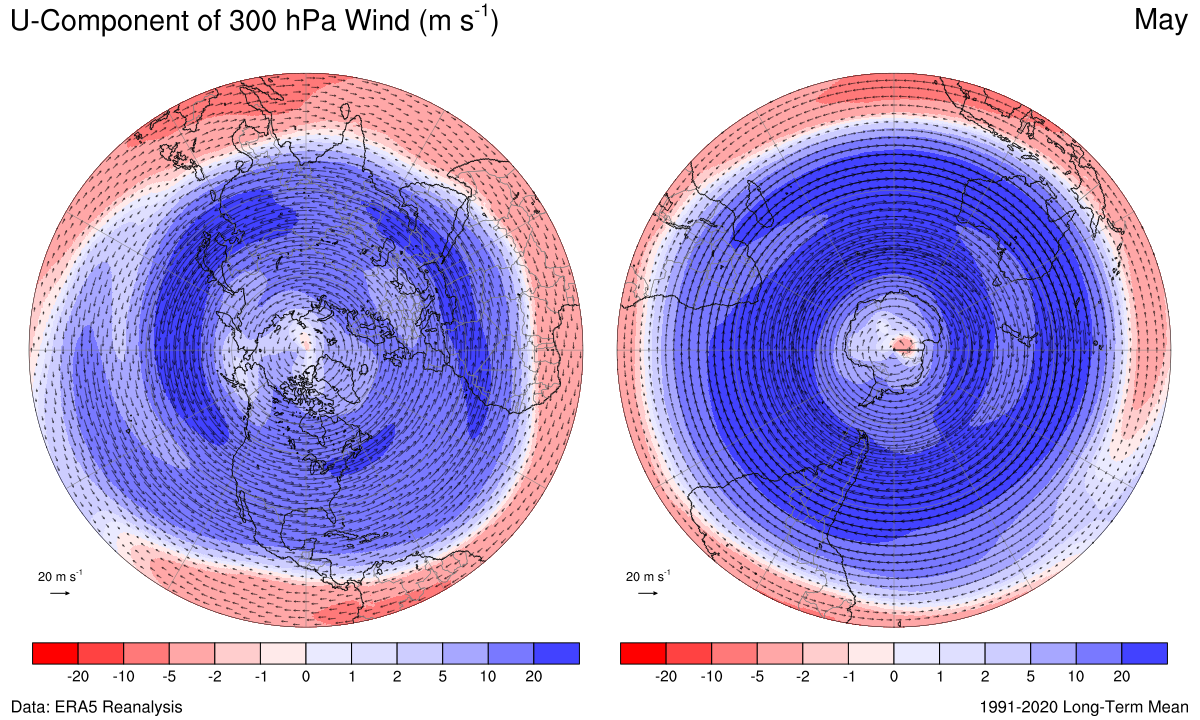 U-Component of 300 hPa Wind (m s-1) May
20 m s-1 20 m s-1
-20 -10 -5 -2 -1 0 1 2 5 10 20 -20 -10 -5 -2 -1 0 1 2 5 10 20
Data: ERA5 Reanalysis 1991-2020 Long-Term Mean